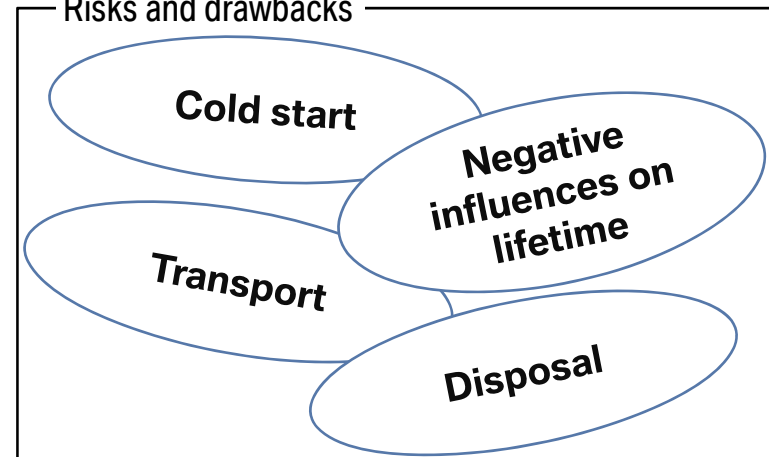 Risks and drawbacks
Cold start
Negative
influences on
lifetime
Transport
Disposal